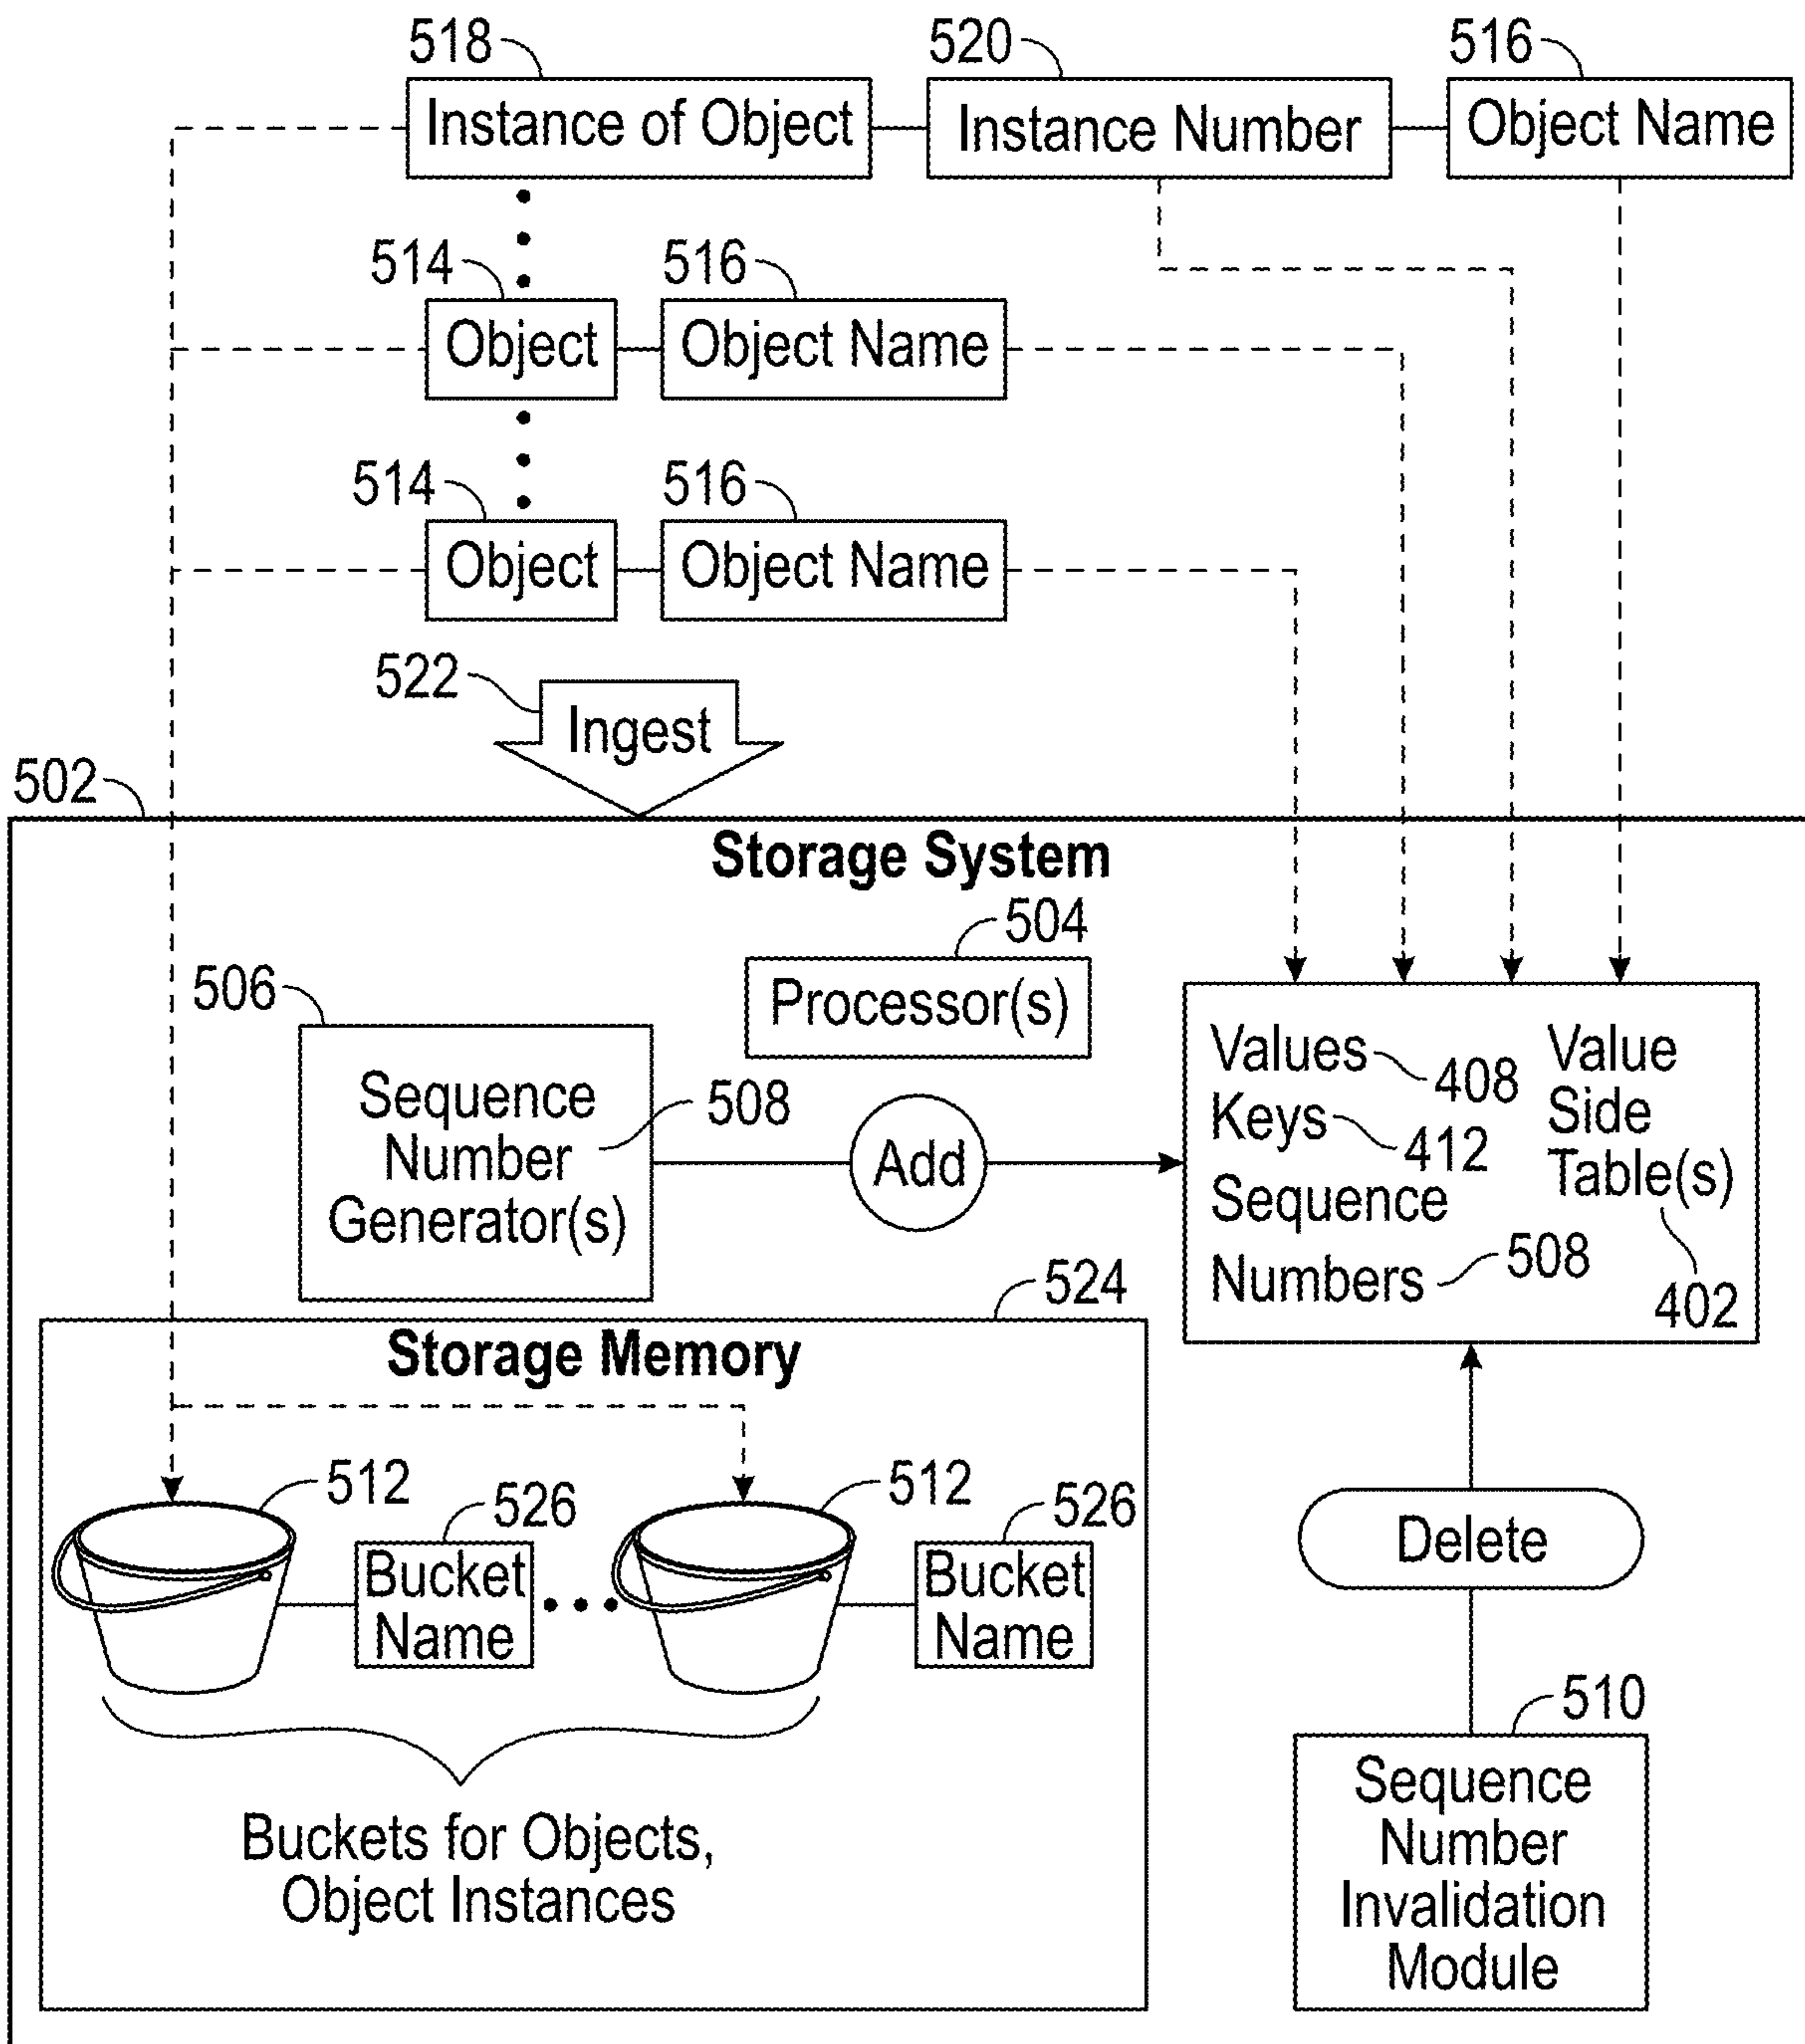 518
520
516
Instance of Object
Instance Number
Object Name
514
516
Object
Object Name
514
516
Object
Object Name
522
Ingest
502
Storage System
504
Processor(s)
506
Sequence
Number
Generator(s)
508
Add
Values
408
Keys
412
Sequence
Numbers
508
Value
Side
Table(s)
402
524
Storage Memory
512
526
Bucket
Name
512
526
Bucket
Name
Buckets for Objects,
Object Instances
Delete
510
Sequence
Number
Invalidation
Module